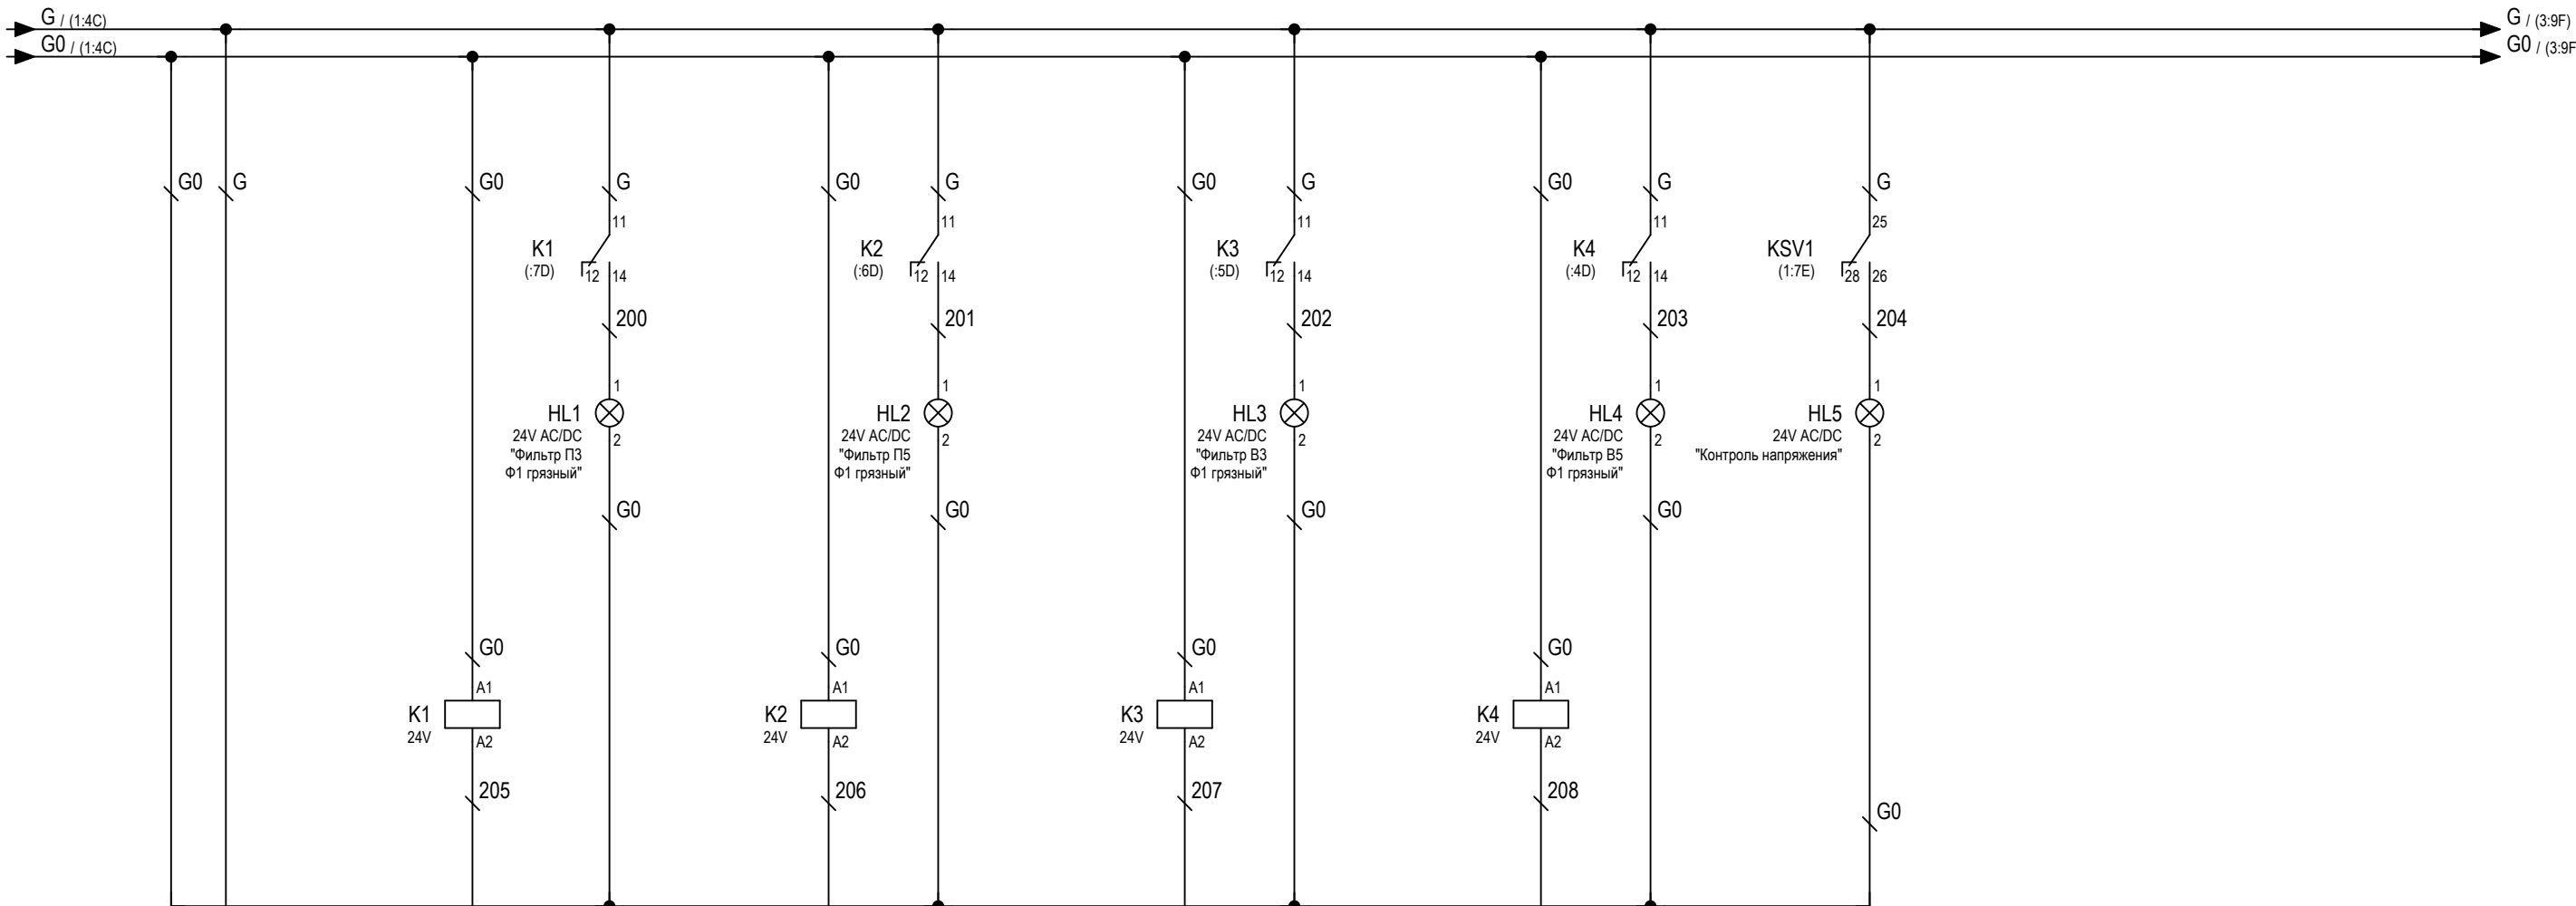 G / (1:4C)
G / (3:9F)
G0 / (1:4C)
G0 / (3:9F
G0
G
G0
G
G0
G
G0
G
G0
G
G
11
11
11
11
25
K1
(:7D)
12
14
K2
(:6D)
12
14
K3
(:5D)
12
14
K4
(:4D)
12
14
KSV1
(1:7E)
28
26
200
201
202
203
204
1
HL1
24V AC/DC
2
"Фильтр П3
Ф1 грязный"
1
HL2
24V AC/DC
2
"Фильтр П5
Ф1 грязный"
1
HL3
24V AC/DC
2
"Фильтр В3
Ф1 грязный"
1
HL4
24V AC/DC
2
"Фильтр В5
Ф1 грязный"
1
HL5
24V AC/DC
2
"Контроль напряжения"
G0
G0
G0
G0
G0
G0
G0
G0
A1
K1
24V
A2
A1
K2
24V
A2
A1
K3
24V
A2
A1
K4
24V
A2
205
206
207
208
G0